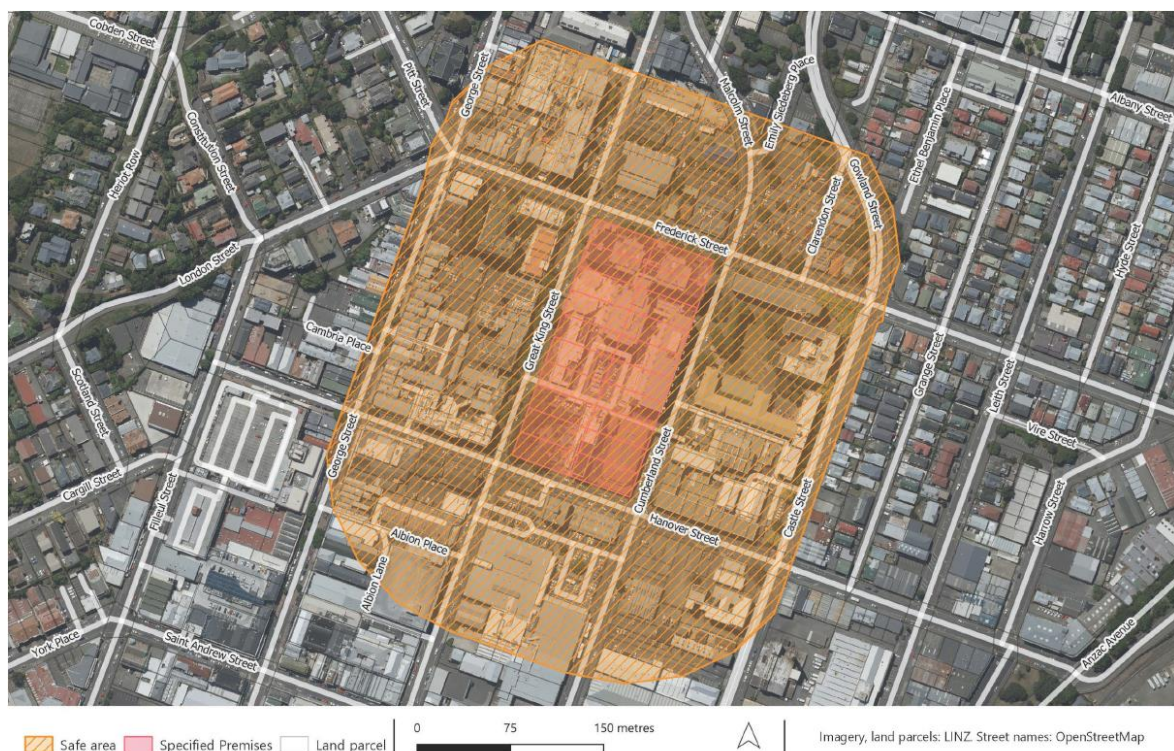 Cobden Street
Constitution Street
Heriot Row
Pitt Street
George Street
Malcolm Street
Emily Siedeberg Place
Ethel Benjamin Place
Albany Street
Gowland Street
Clarendon Street
Frederick Street
Hyde Street
London Street
Cambria Place
Great King Street
Scotland Street
Grange Street
Leith Street
Vire Street
George Street
Cargill Street
Filleul Street
Cumberland Street
Hanover Street
Castle Street
Harrow Street
Albion Place
Albion Lane
York Place
Saint Andrew Street
Anzac Avenue
Safe area
Specified Premises
Land parcel
0 75 150 metres
Imagery, land parcels: LINZ. Street names: OpenStreetMap